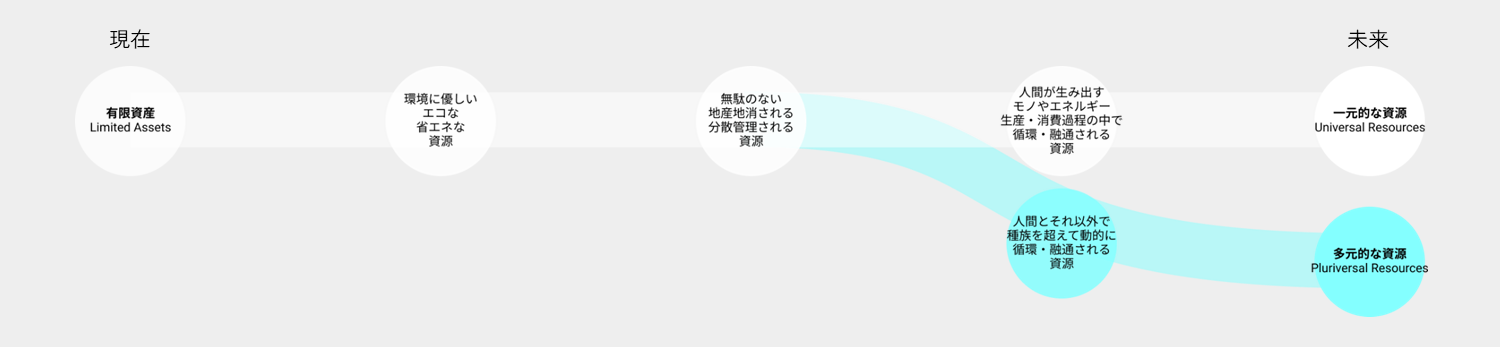 現在
未来
有限資産
Limited Assets
環境に優しい
エコな
省エネな
資源
無駄のない
地産地消される
分散管理される
資源
人間が生み出す
モノやエネルギー
生産・消費過程の中で
循環・融通される
資源
一元的な資源
Universal Resources
人間とそれ以外で
種族を超えて動的に
循環・融通される
資源
多元的な資源
Pluriversal Resources